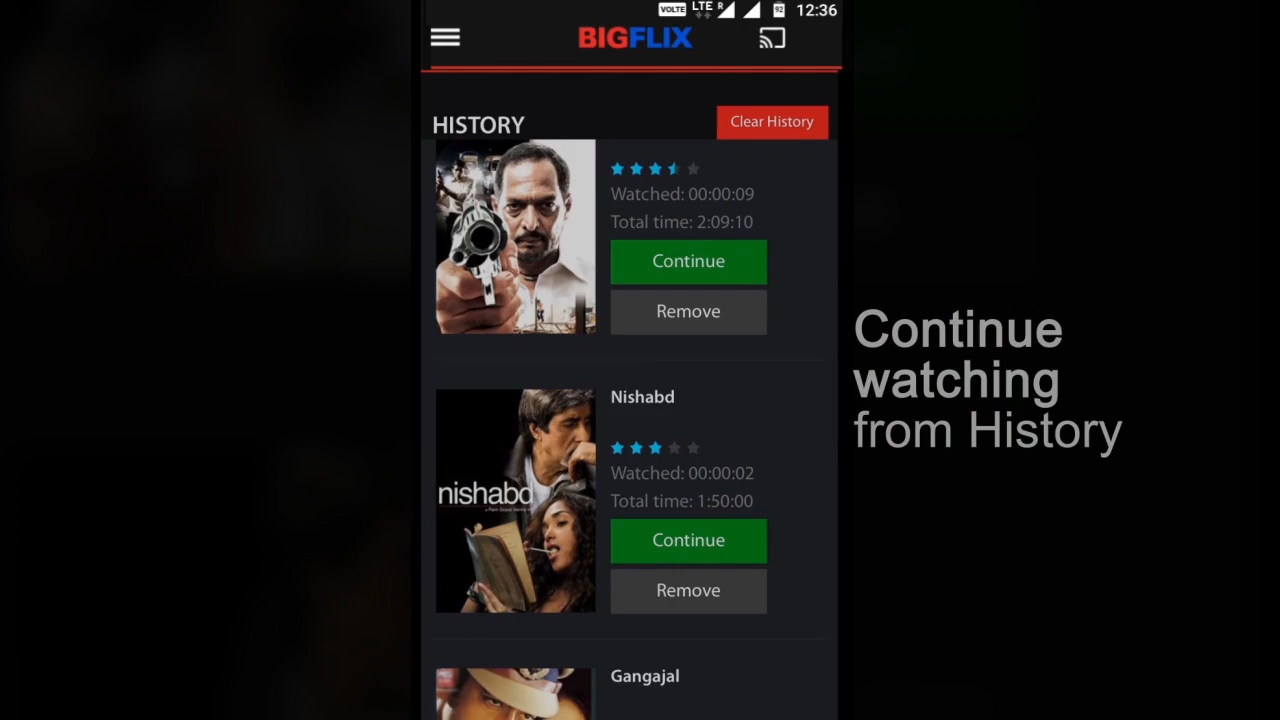 VOLTE LTE R 92 12:36
BIGFLIX
HISTORY
Clear History
Watched: 00:00:09
Total time: 2:09:10
Continue
Remove
Nishabd
nishabd
Watched: 00:00:02
Total time: 1:50:00
Continue
Remove
Gangajal
Continue
watching
from History